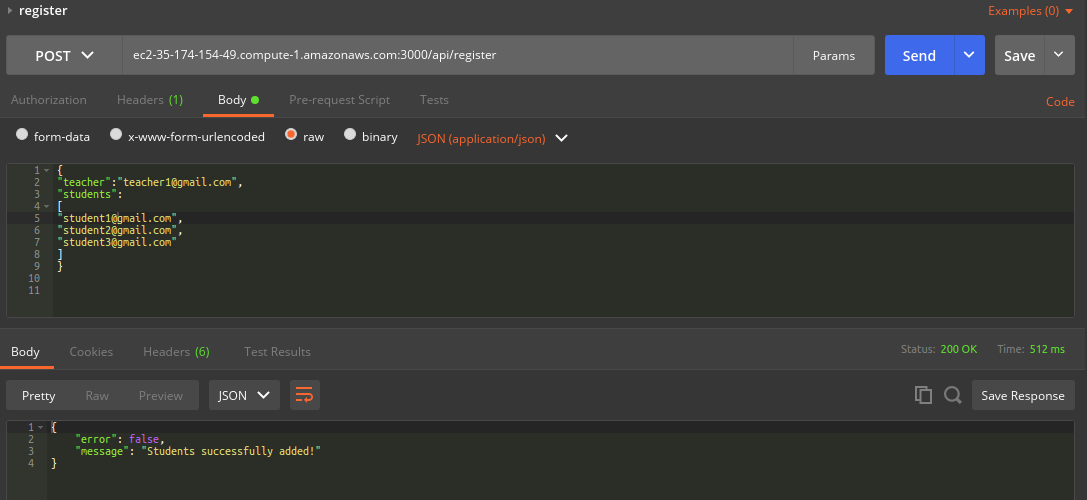 register
Examples (0)
POST
ec2-35-174-154-49.compute-1.amazonaws.com:3000/api/register
Params
Send
Save
Authorization
Headers (1)
Body
Pre-request Script
Tests
Code
form-data
x-www-form-urlencoded
raw
binary
JSON (application/json)
1 {
2 "teacher":"teacher1@gmail.com",
3 "students":
4 [
5 "student1@gmail.com",
6 "student2@gmail.com",
7 "student3@gmail.com"
8 ]
9 }
10
11
Body
Cookies
Headers (6)
Test Results
Status: 200 OK
Time: 512 ms
Pretty
Raw
Preview
JSON
Save Response
1 {
2 "error": false,
3 "message": "Students successfully added!"
4 }